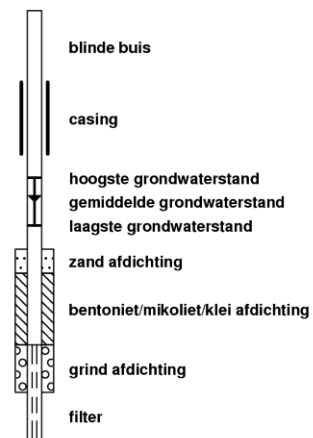 blinde buis
casing
hoogste grondwaterstand
gemiddelde grondwaterstand
laagste grondwaterstand
zand afdichting
bentoniet/mikoliet/klei afdichting
grind afdichting
filter